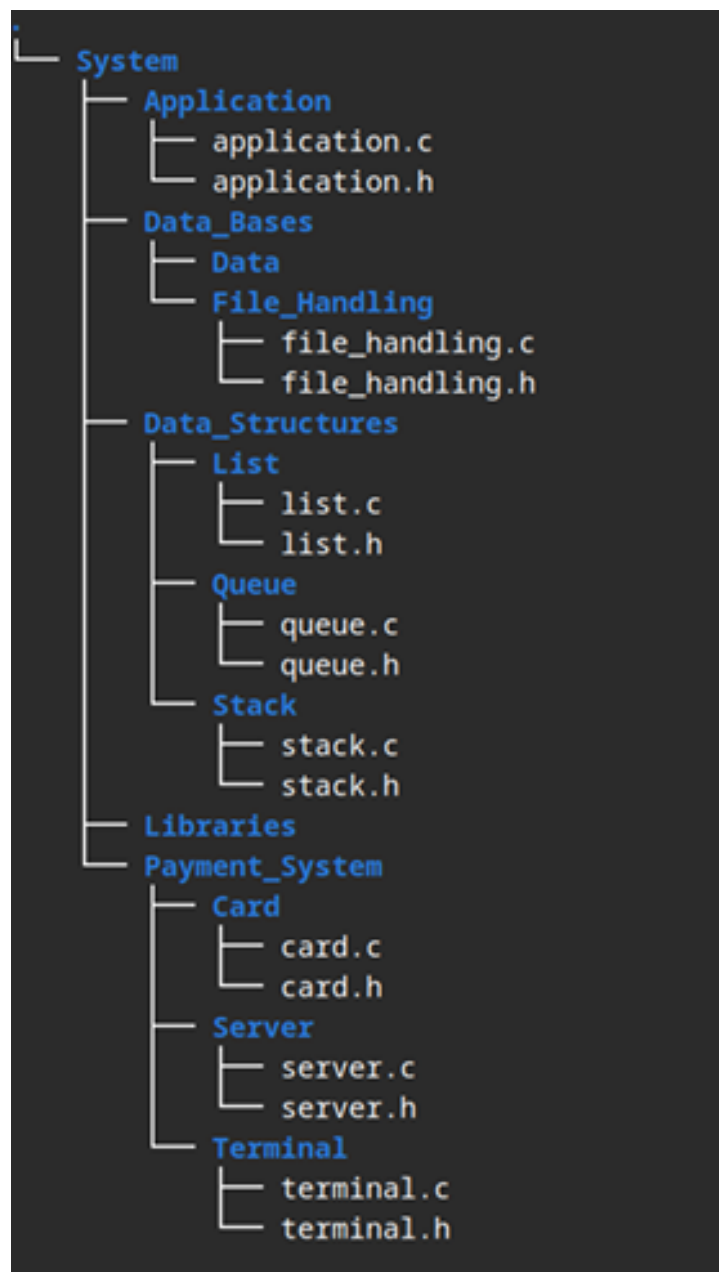 .
System
Application
application.c
application.h
Data_Bases
Data
File_Handling
file_handling.c
file_handling.h
Data_Structures
List
list.c
list.h
Queue
queue.c
queue.h
Stack
stack.c
stack.h
Libraries
Payment_System
Card
card.c
card.h
Server
server.c
server.h
Terminal
terminal.c
terminal.h